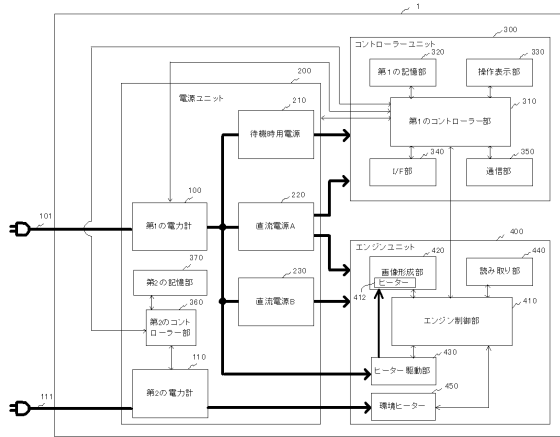 1
300
コントローラーユニット
320
330
第1の記憶部
操作表示部
310
第1のコントローラー部
340
350
I/F部
通信部
200
電源ユニット
210
待機時用電源
100
220
101
第1の電力計
直流電源A
370
第2の記憶部
230
直流電源B
360
第2のコント
ローラー部
110
111
第2の電力計
400
エンジンユニット
420
440
画像形成部
読み取り部
ヒーター
412
410
エンジン制御部
430
ヒーター駆動部
450
環境ヒーター